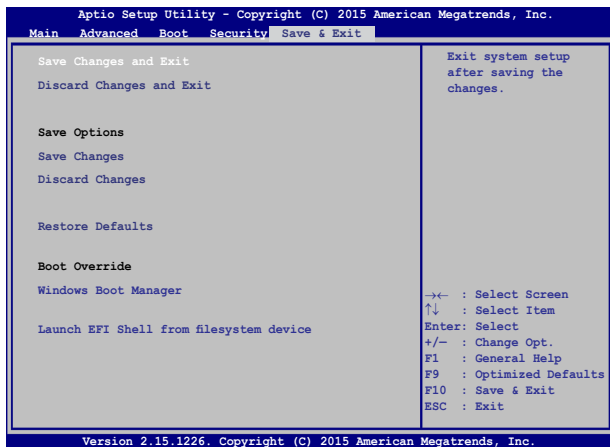 Aptio Setup Utility - Copyright (C) 2015 American Megatrends, Inc.
Main Advanced Boot Security Save & Exit
Save Changes and Exit
Discard Changes and Exit
Save Options
Save Changes
Discard Changes
Restore Defaults
Boot Override
Windows Boot Manager
Launch EFI Shell from filesystem device
Exit system setup
after saving the
changes.
→← : Select Screen
↑↓ : Select Item
Enter: Select
+/— : Change Opt.
F1 : General Help
F9 : Optimized Defaults
F10 : Save & Exit
ESC : Exit
Version 2.15.1226. Copyright (C) 2015 American Megatrends, Inc.